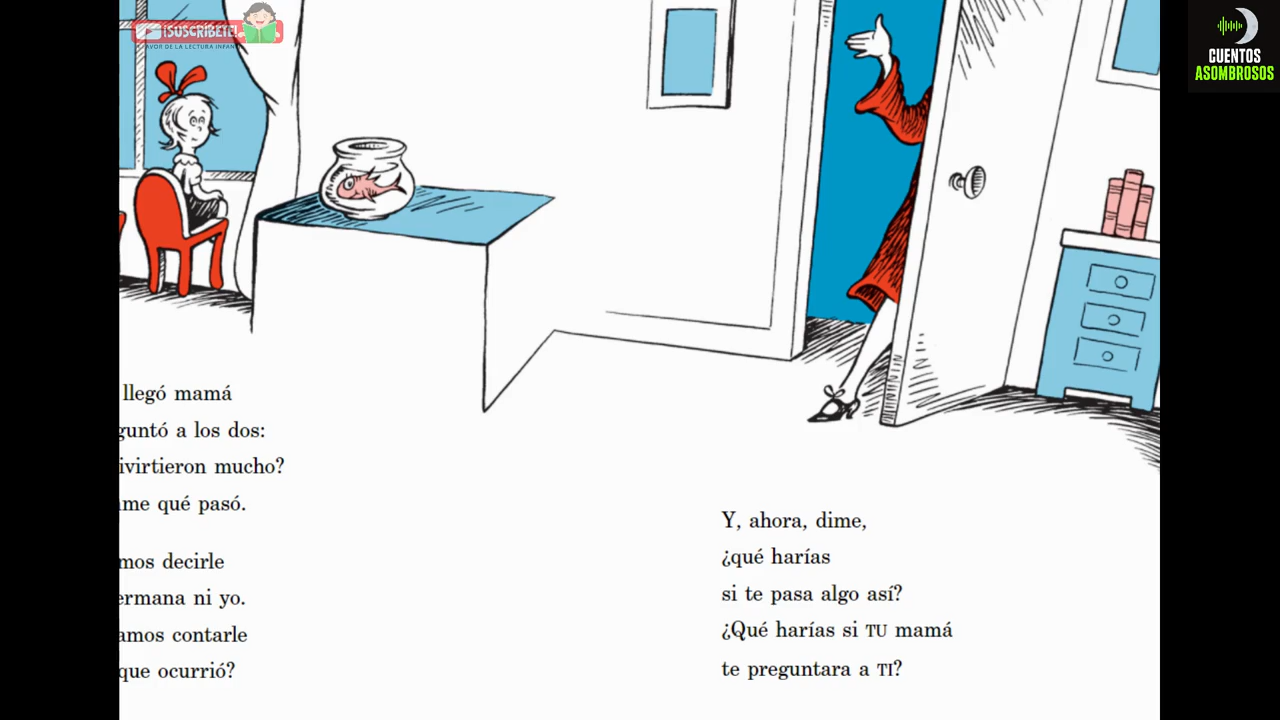 ¡SUSCRÍBETE!
CUENTOS
ASOMBROSOS
llegó mamá
guntó a los dos:
ivirtieron mucho?
me qué pasó.
mos decirle
ermana ni yo.
amos contarle
que ocurrió?
Y, ahora, dime,
¿qué harías
si te pasa algo así?
¿Qué harías si TU mamá
te preguntara a TI?